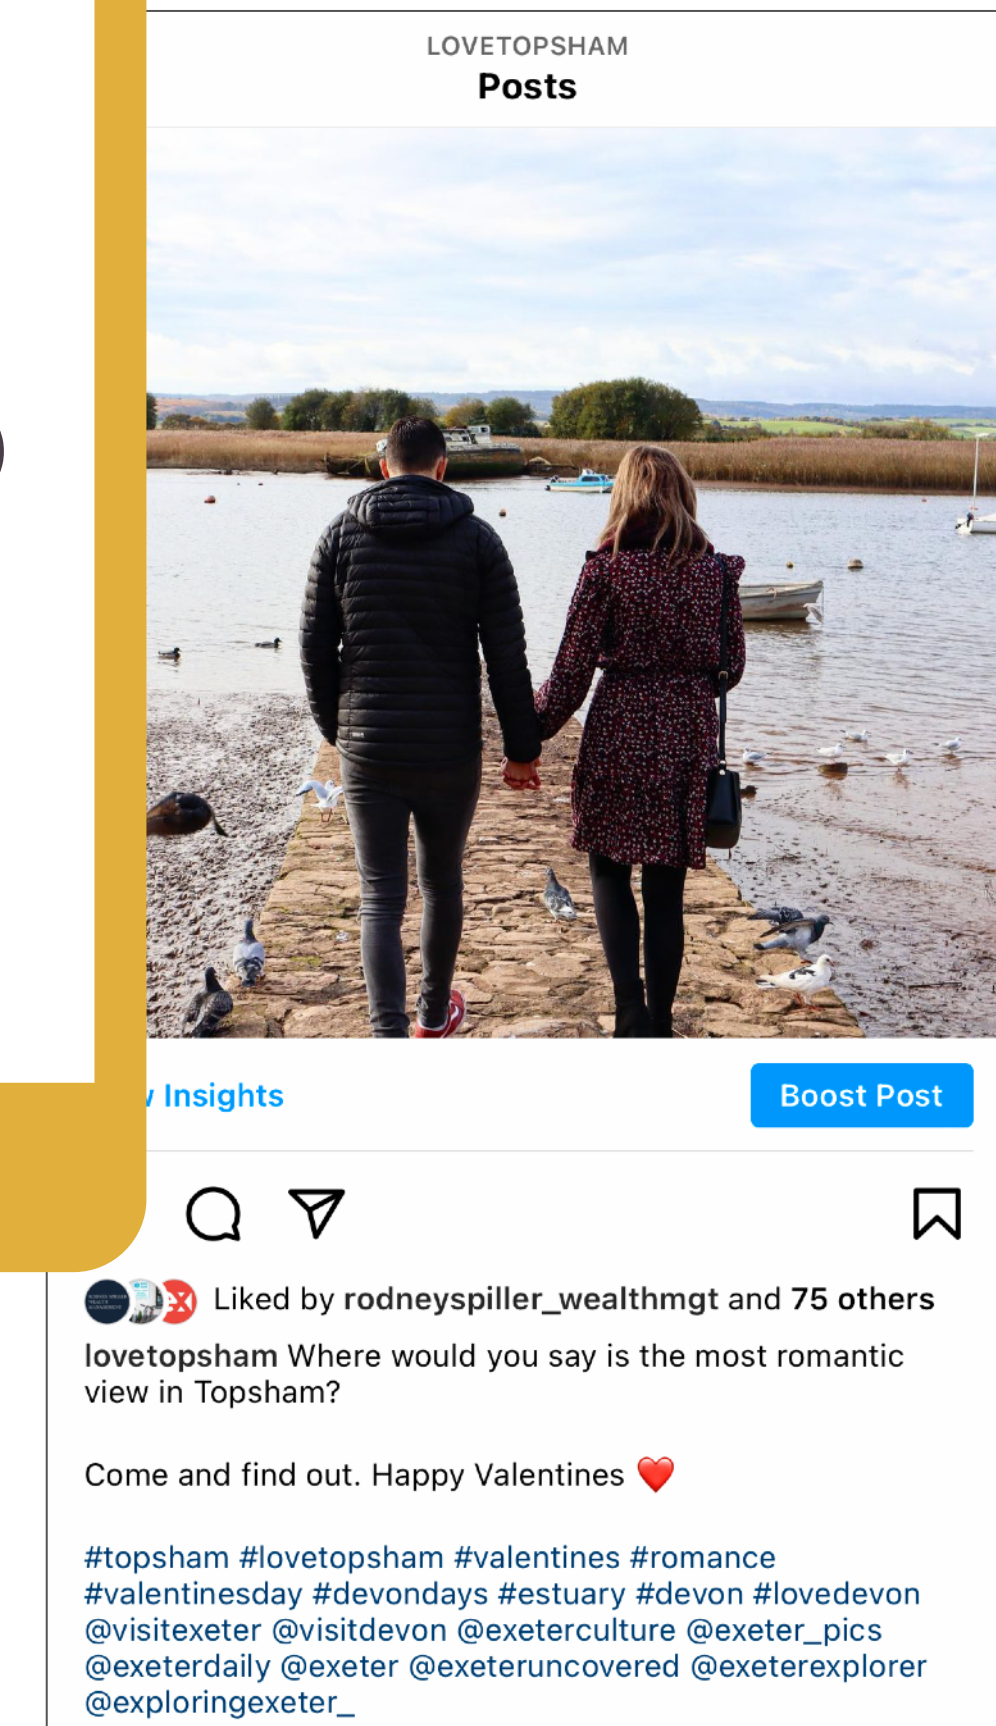 LOVETOPSHAM
Posts
Insights
Boost Post
Liked by rodneyspiller_wealthmgt and 75 others
lovetopsham Where would you say is the most romantic
view in Topsham?
Come and find out. Happy Valentines ❤️
#topsham #lovetopsham #valentines #romance
#valentinesday #devondays #estuary #devon #lovedevon
@visitexeter @visitdevon @exeterculture @exeter_pics
@exeterdaily @exeter @exeteruncovered @exeterexplorer
@exploringexeter_